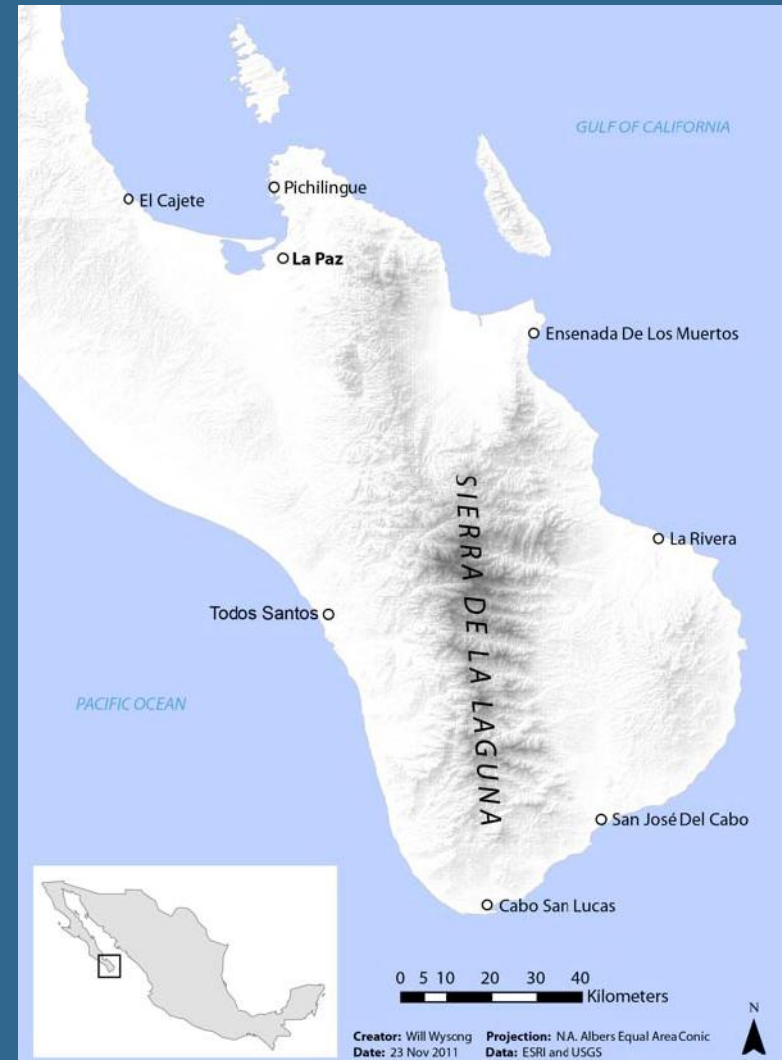 GULF OF CALIFORNIA
Pichilingue
El Cajete
La Paz
Ensenada De Los Muertos
SIERRA DE LA LAGUNA
La Rivera
Todos Santos
PACIFIC OCEAN
San José Del Cabo
Cabo San Lucas
0 5 10 20 30 40
Kilometers
N
Creator: Will Wysong Projection: N.A. Albers Equal Area Conic
Date: 23 Nov 2011 Data: ESRI and USGS